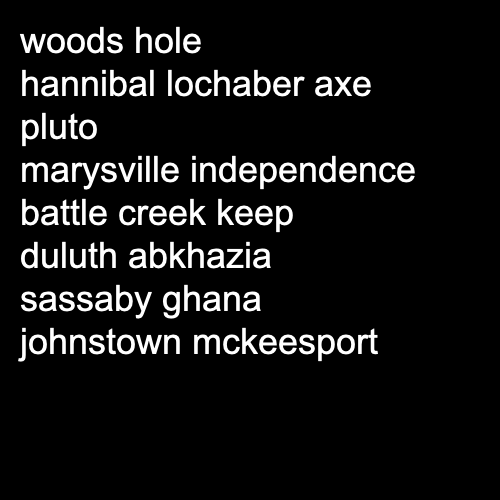 woods hole
hannibal lochaber axe
pluto
marysville independence
battle creek keep
duluth abkhazia
sassaby ghana
johnstown mckeesport